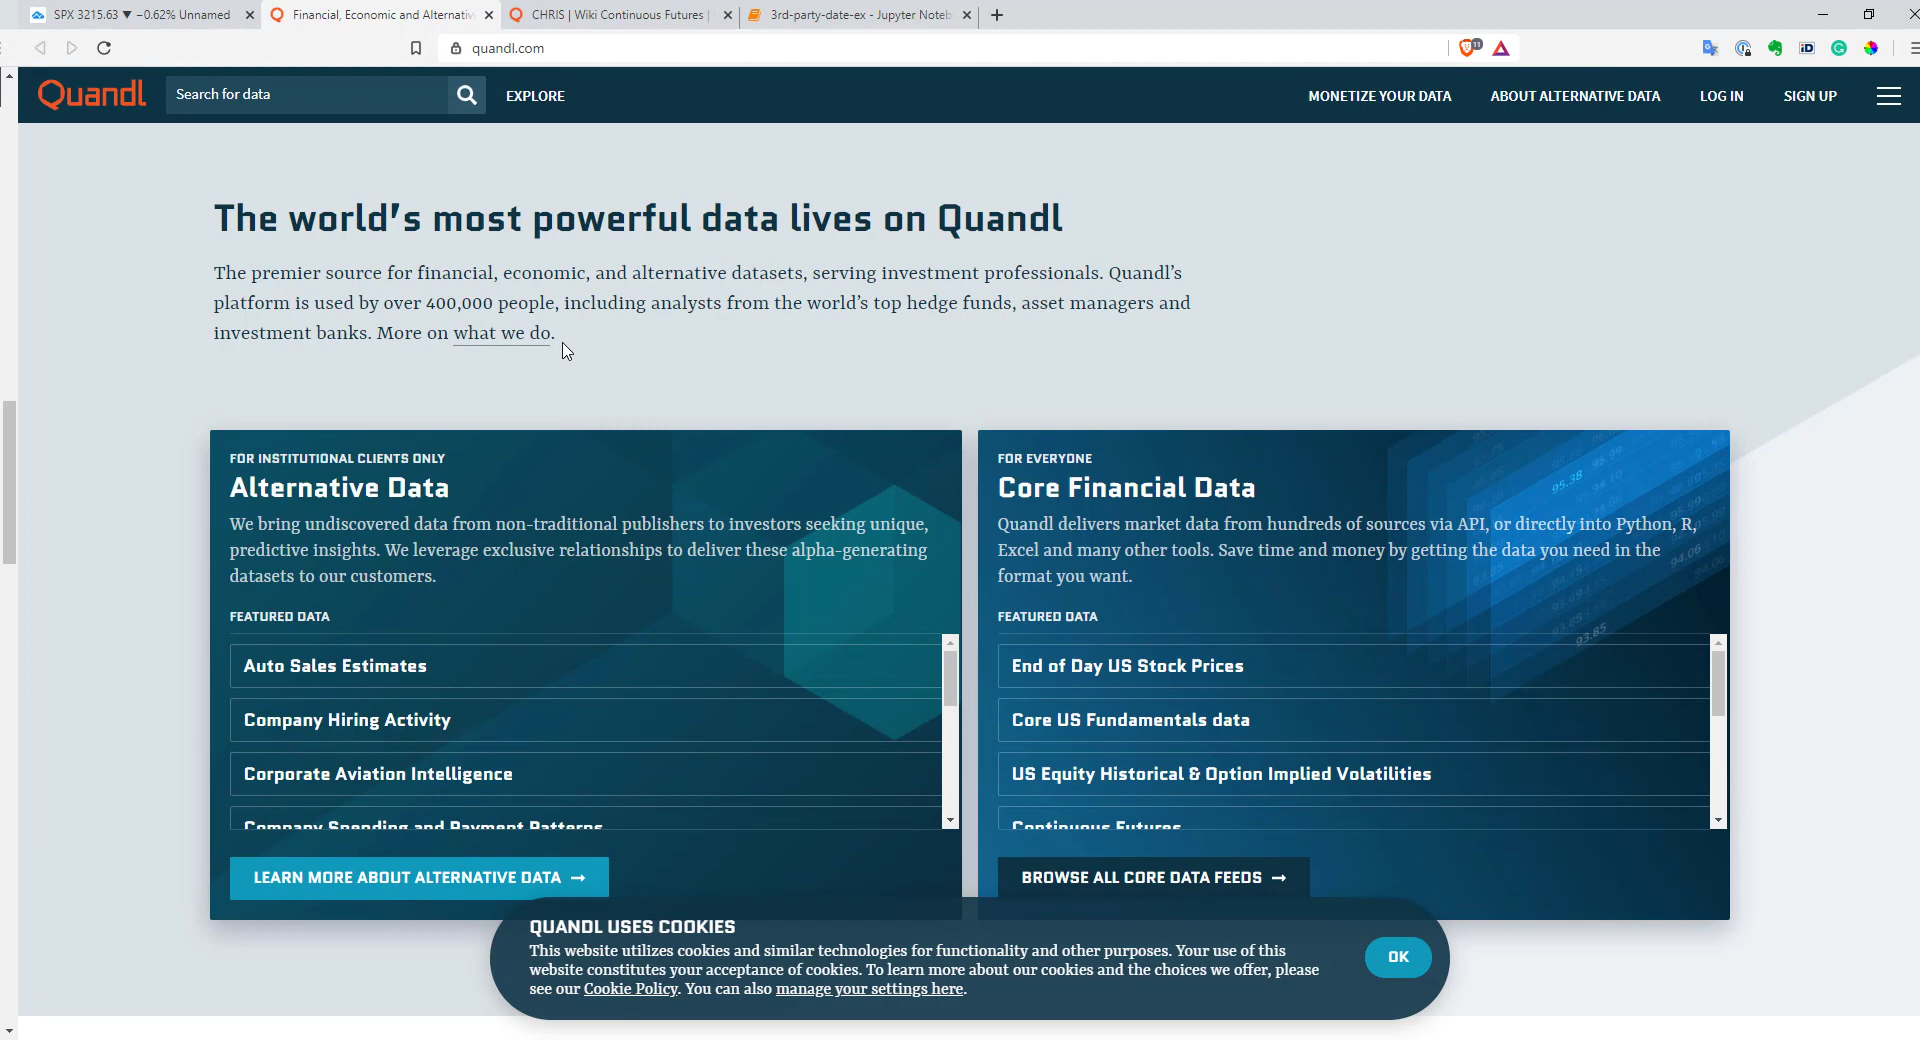 SPX 3215.63 ▼ −0.62% Unnamed
Financial, Economic and Alternativ
CHRIS | Wiki Continuous Futures |
3rd-party-date-ex - Jupyter Noteb
quandl.com
11
Quandl
Search for data
EXPLORE
MONETIZE YOUR DATA
ABOUT ALTERNATIVE DATA
LOG IN
SIGN UP
The world's most powerful data lives on Quandl
The premier source for financial, economic, and alternative datasets, serving investment professionals. Quandl's
platform is used by over 400,000 people, including analysts from the world's top hedge funds, asset managers and
investment banks. More on what we do.
FOR INSTITUTIONAL CLIENTS ONLY
Alternative Data
We bring undiscovered data from non-traditional publishers to investors seeking unique,
predictive insights. We leverage exclusive relationships to deliver these alpha-generating
datasets to our customers.
FEATURED DATA
Auto Sales Estimates
Company Hiring Activity
Corporate Aviation Intelligence
Company Spending and Payment Patterns
LEARN MORE ABOUT ALTERNATIVE DATA →
FOR EVERYONE
Core Financial Data
Quandl delivers market data from hundreds of sources via API, or directly into Python, R,
Excel and many other tools. Save time and money by getting the data you need in the
format you want.
FEATURED DATA
End of Day US Stock Prices
Core US Fundamentals data
US Equity Historical & Option Implied Volatilities
Continuous Futures
BROWSE ALL CORE DATA FEEDS →
95.38
93.85
QUANDL USES COOKIES
This website utilizes cookies and similar technologies for functionality and other purposes. Your use of this
website constitutes your acceptance of cookies. To learn more about our cookies and the choices we offer, please
see our Cookie Policy. You can also manage your settings here.
OK